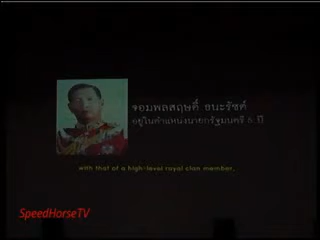 จอมพลสฤษดิ์ ธนะรัชต์
อยู่ในตำแหน่งนายกรัฐมนตรี 5 ปี
with that of a high-level royal clan member,
SpeedHorseTV